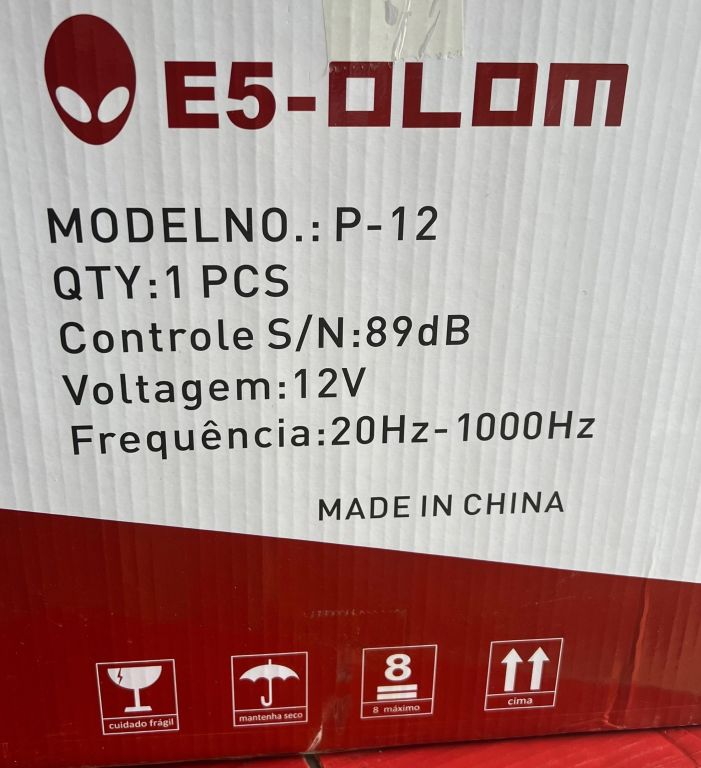 E5-OLOM
MODELNO.: P-12
QTY:1 PCS
Controle S/N:89dB
Voltagem:12V
Frequência:20Hz-1000Hz
MADE IN CHINA
8
cuidado frágil
mantenha seco
8 máximo
cima